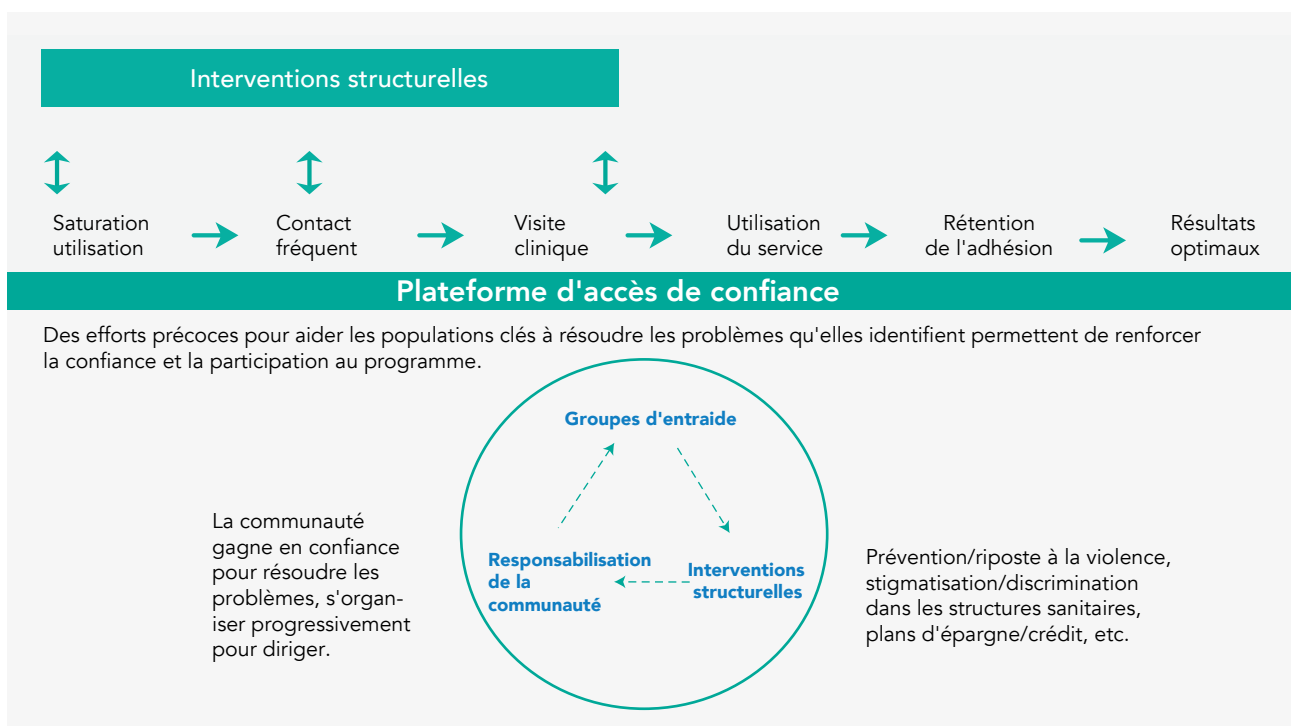 Interventions structurelles
Saturation
utilisation
Contact
fréquent
Visite
clinique
Utilisation
du service
Rétention
de l'adhésion
Résultats
optimaux
Plateforme d'accès de confiance
Des efforts précoces pour aider les populations clés à résoudre les problèmes qu'elles identifient permettent de renforcer
la confiance et la participation au programme.
Groupes d'entraide
La communauté
gagne en confiance
pour résoudre les
problèmes, s'organ-
iser progressivement
pour diriger.
Responsabilisation
de la
communauté
Interventions
structurelles
Prévention/riposte à la violence,
stigmatisation/discrimination
dans les structures sanitaires,
plans d'épargne/crédit, etc.